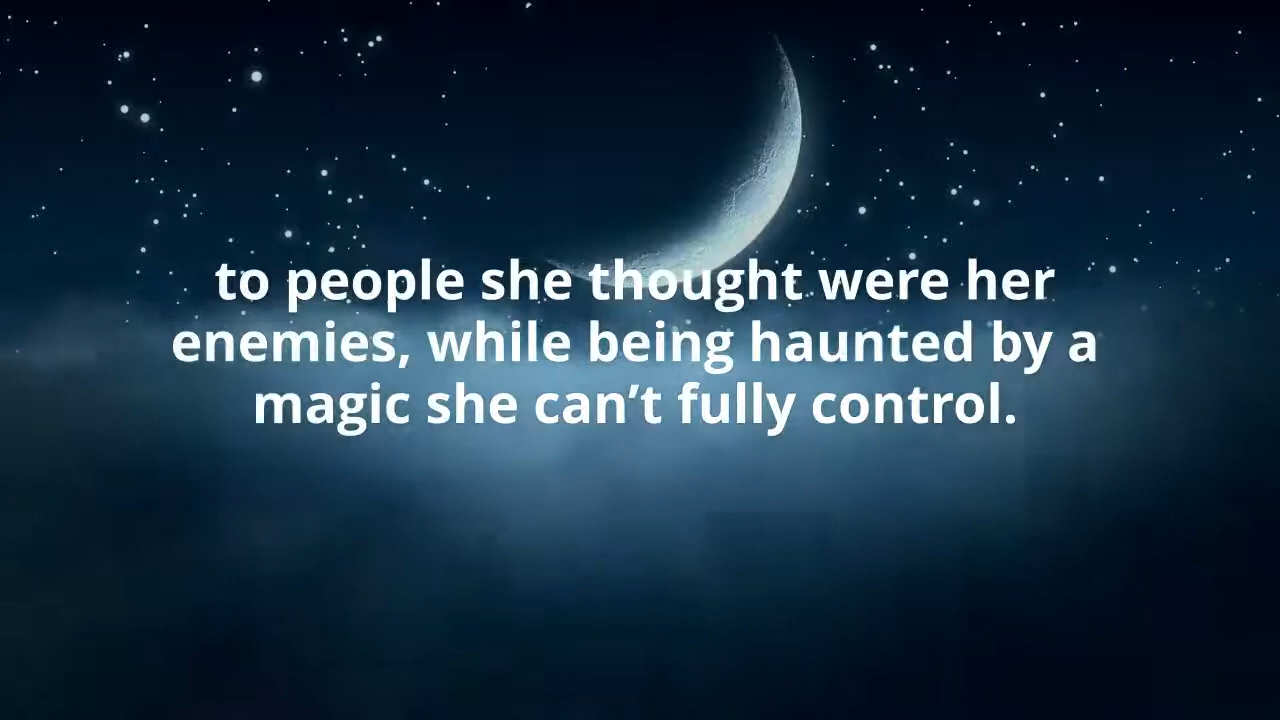 to people she thought were her
enemies, while being haunted by a
magic she can’t fully control.